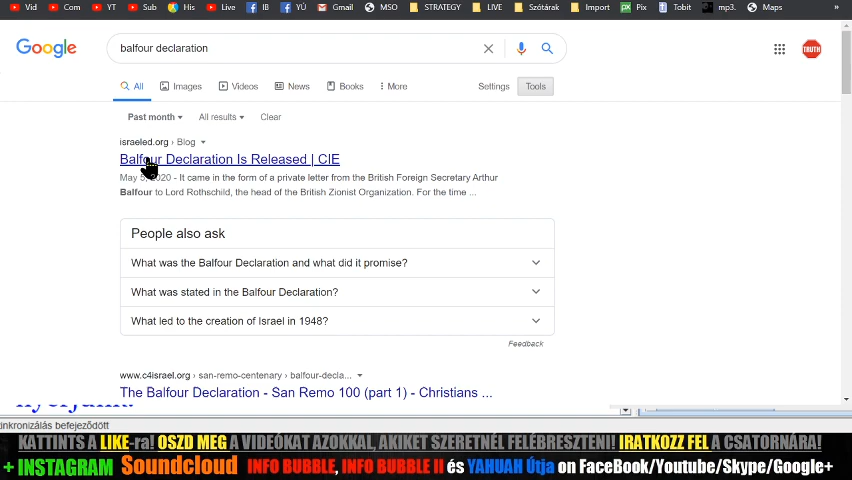 Vid Com YT Sub His Live IB YÚ Gmail MSO STRATEGY LIVE Szótárak Import Pix Tobit mp3. Maps »
Google balfour declaration TRUTH
All Images Videos News Books More Settings Tools
Past month All results Clear
israeled.org › Blog
Balfour Declaration Is Released | CIE
May 5, 2020 - It came in the form of a private letter from the British Foreign Secretary Arthur
Balfour to Lord Rothschild, the head of the British Zionist Organization. For the time ...
People also ask
What was the Balfour Declaration and what did it promise?
What was stated in the Balfour Declaration?
What led to the creation of Israel in 1948?
Feedback
www.c4israel.org › san-remo-centenary › balfour-decla...
The Balfour Declaration - San Remo 100 (part 1) - Christians ...
inkronizálás befejeződött
KATTINTS A LIKE-ra! OSZD MEG A VIDEÓKAT AZOKKAL, AKIKET SZERETNÉL FELÉBRESZTENI! IRATKOZZ FEL A CSATORNÁRA!
+ INSTAGRAM Soundcloud INFO BUBBLE, INFO BUBBLE II és YAHUAH Útja on FaceBook/Youtube/Skype/Google+